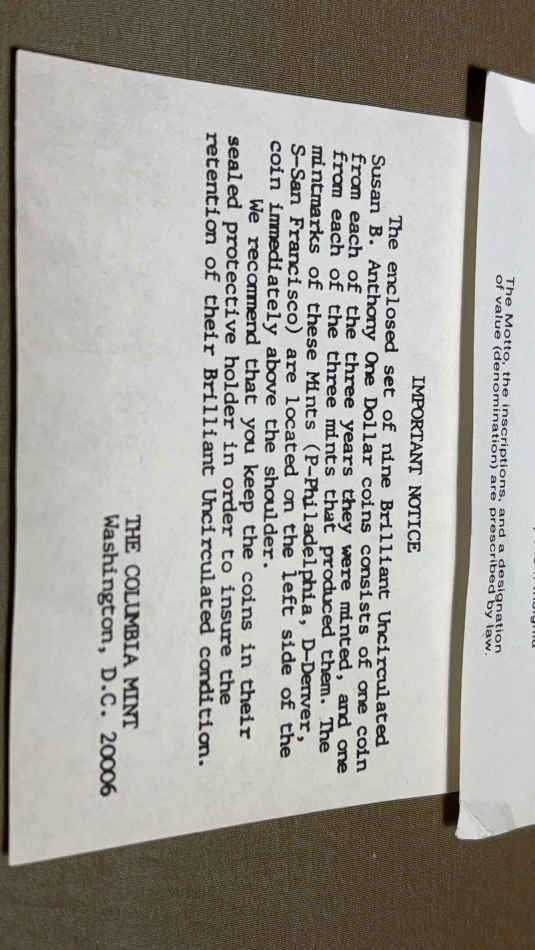 The Motto, the inscriptions, and a designation
of value (denomination) are prescribed by law.
IMPORTANT NOTICE
The enclosed set of nine Brilliant Uncirculated
Susan B. Anthony One Dollar coins consists of one coin
from each of the three years they were minted, and one
from each of the three mints that produced them. The
mintmarks of these Mints (P-Philadelphia, D-Denver,
S-San Francisco) are located on the left side of the
coin immediately above the shoulder.
We recommend that you keep the coins in their
sealed protective holder in order to insure the
retention of their Brilliant Uncirculated condition.
THE COLUMBIA MINT
Washington, D.C. 20006